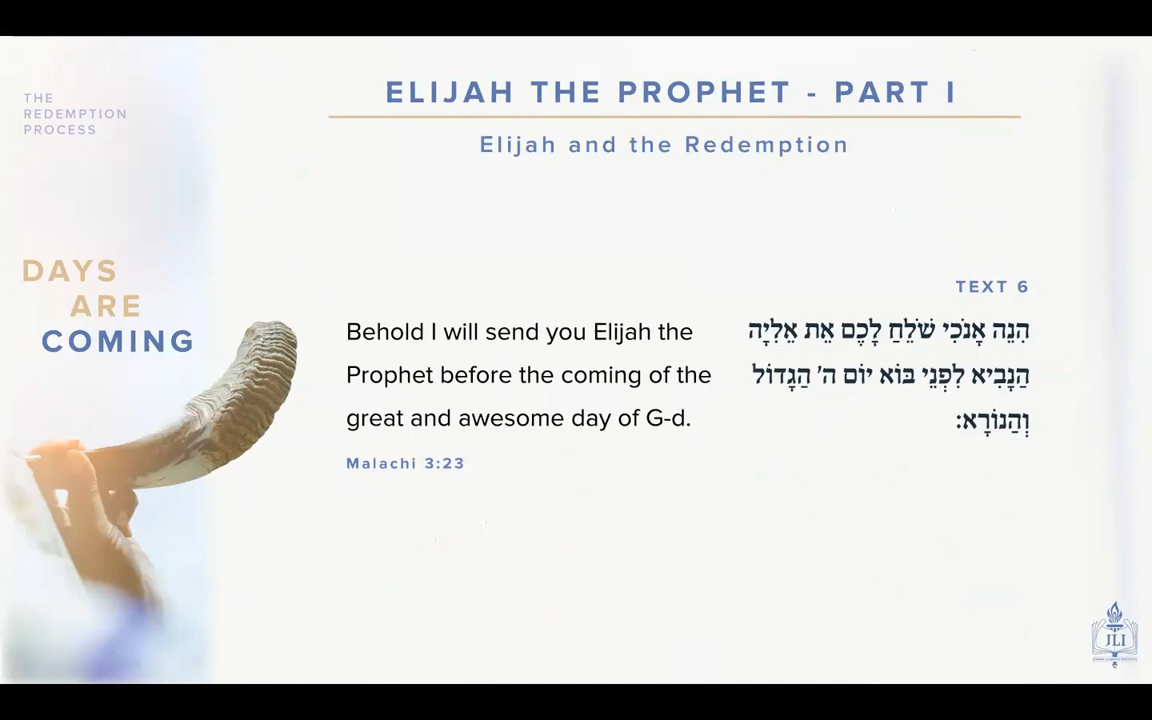 THE
REDEMPTION
PROCESS
ELIJAH THE PROPHET - PART I
Elijah and the Redemption
DAYS
ARE
COMING
TEXT 6
Behold I will send you Elijah the
Prophet before the coming of the
great and awesome day of G-d.
Malachi 3:23
הִנֵּה אָנֹכִי שֹׁלֵחַ לָכֶם אֵת אֵלִיָּה
הַנָּבִיא לִפְנֵי בּוֹא יוֹם ה' הַגָּדוֹל
וְהַנּוֹרָא:
JLI